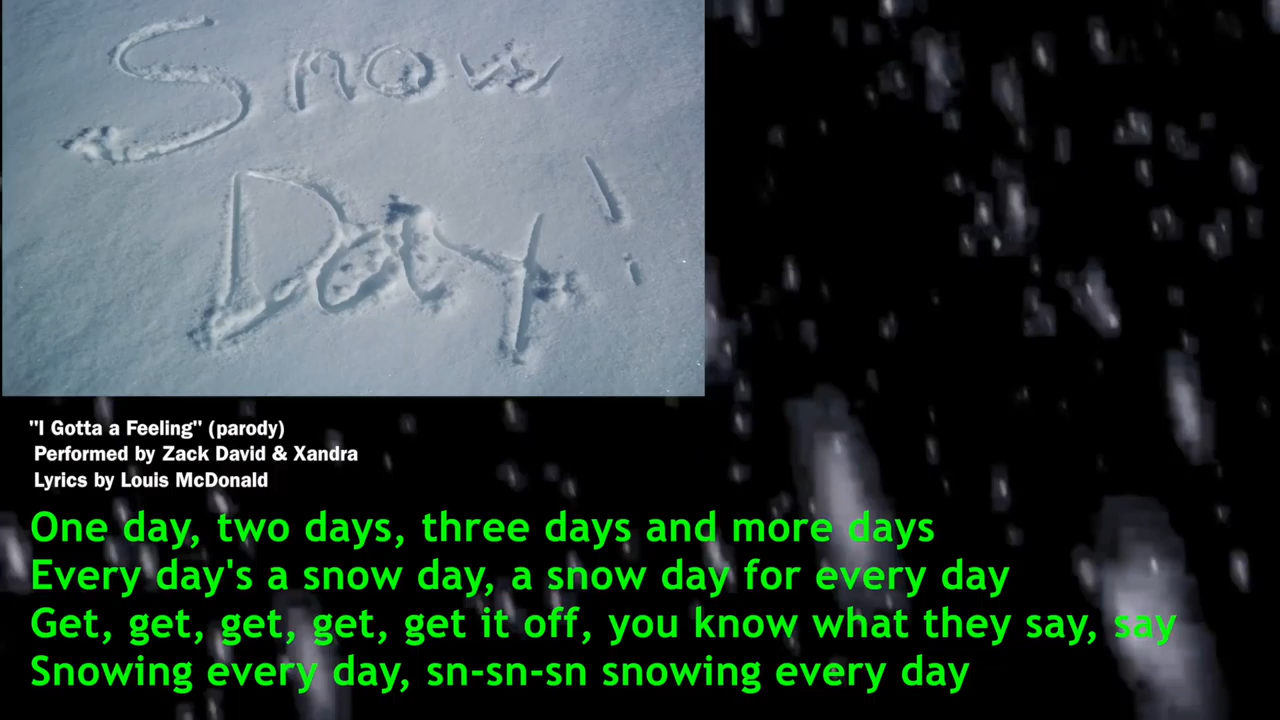 Snow
Day!
"I Gotta a Feeling" (parody)
Performed by Zack David & Xandra
Lyrics by Louis McDonald
One day, two days, three days and more days
Every day's a snow day, a snow day for every day
Get, get, get, get, get it off, you know what they say, say
Snowing every day, sn-sn-sn snowing every day